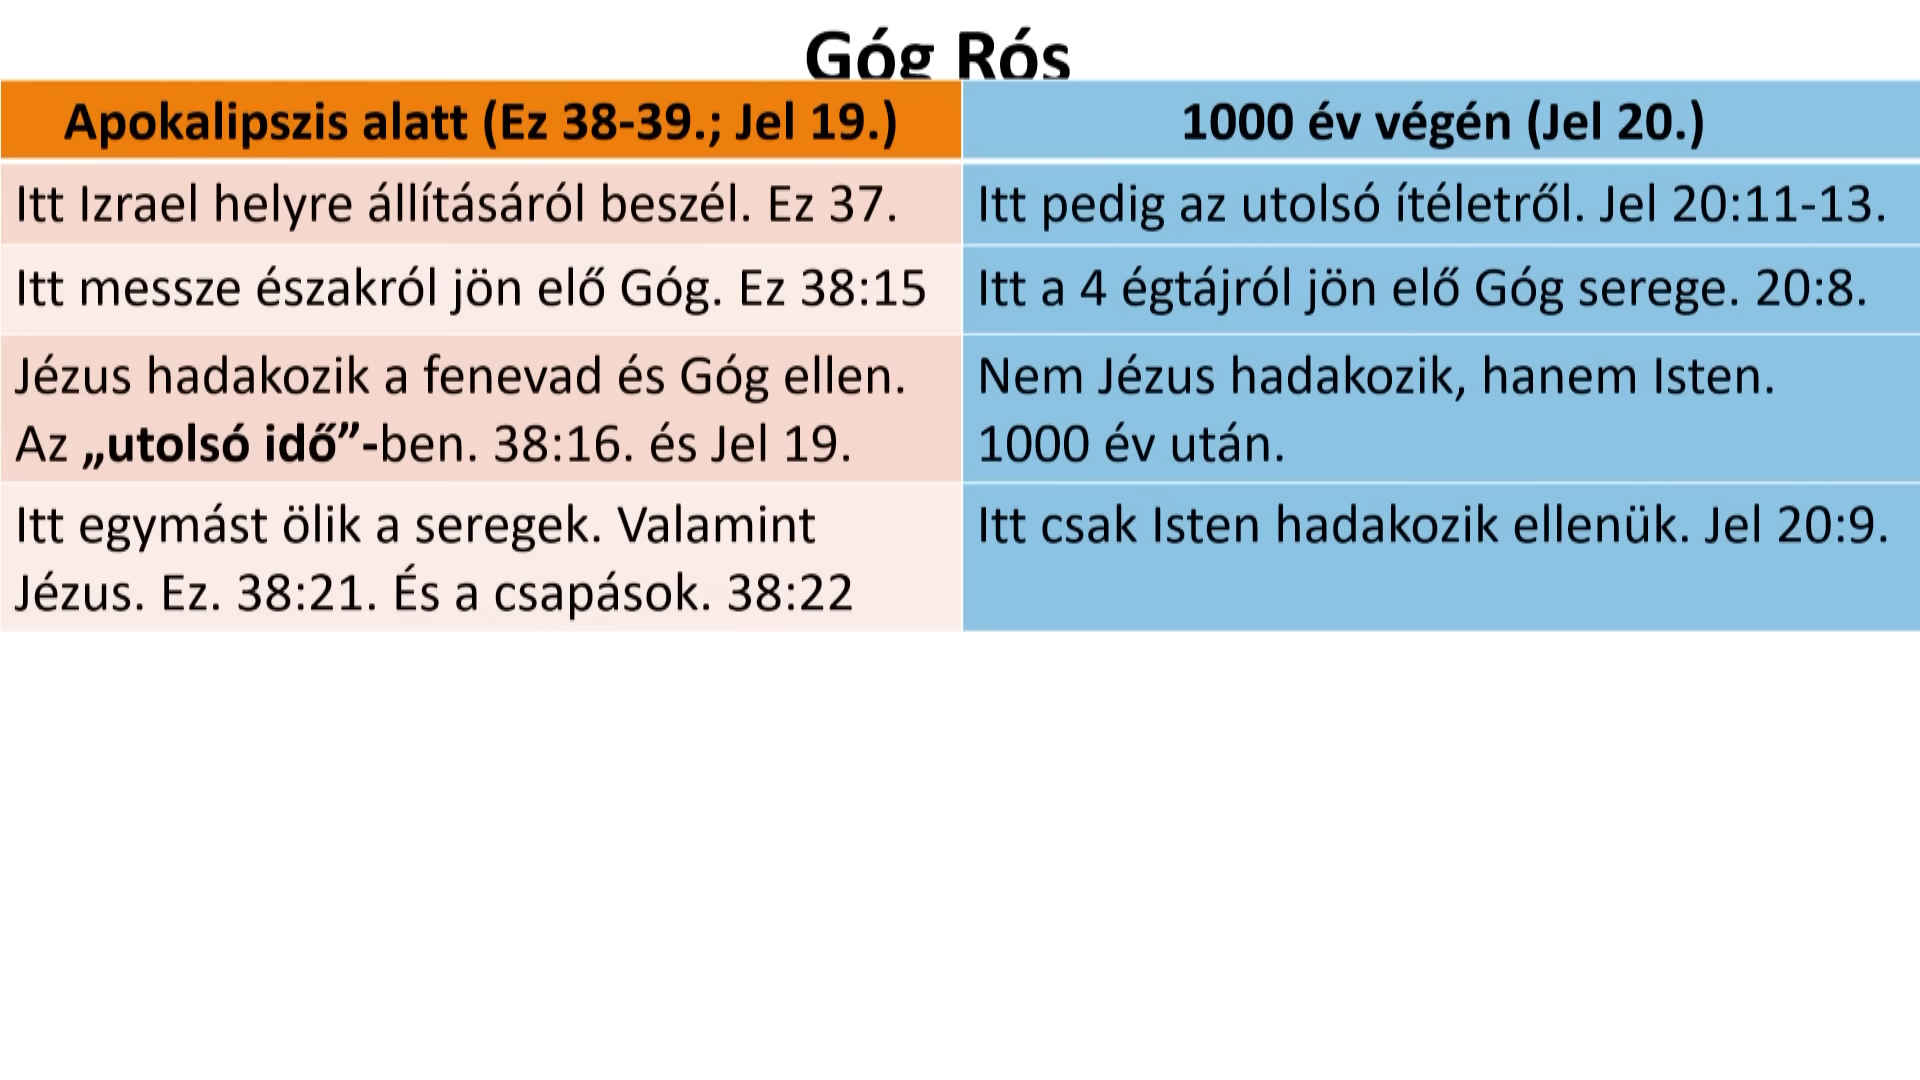 Góg Rós
Apokalipszis alatt (Ez 38-39.; Jel 19.)
1000 év végén (Jel 20.)
Itt Izrael helyre állításáról beszél. Ez 37.
Itt pedig az utolsó ítéletről. Jel 20:11-13.
Itt messze északról jön elő Góg. Ez 38:15
Itt a 4 égtájról jön elő Góg serege. 20:8.
Jézus hadakozik a fenevad és Góg ellen.
Az „utolsó idő”-ben. 38:16. és Jel 19.
Nem Jézus hadakozik, hanem Isten.
1000 év után.
Itt egymást ölik a seregek. Valamint
Jézus. Ez. 38:21. És a csapások. 38:22
Itt csak Isten hadakozik ellenük. Jel 20:9.